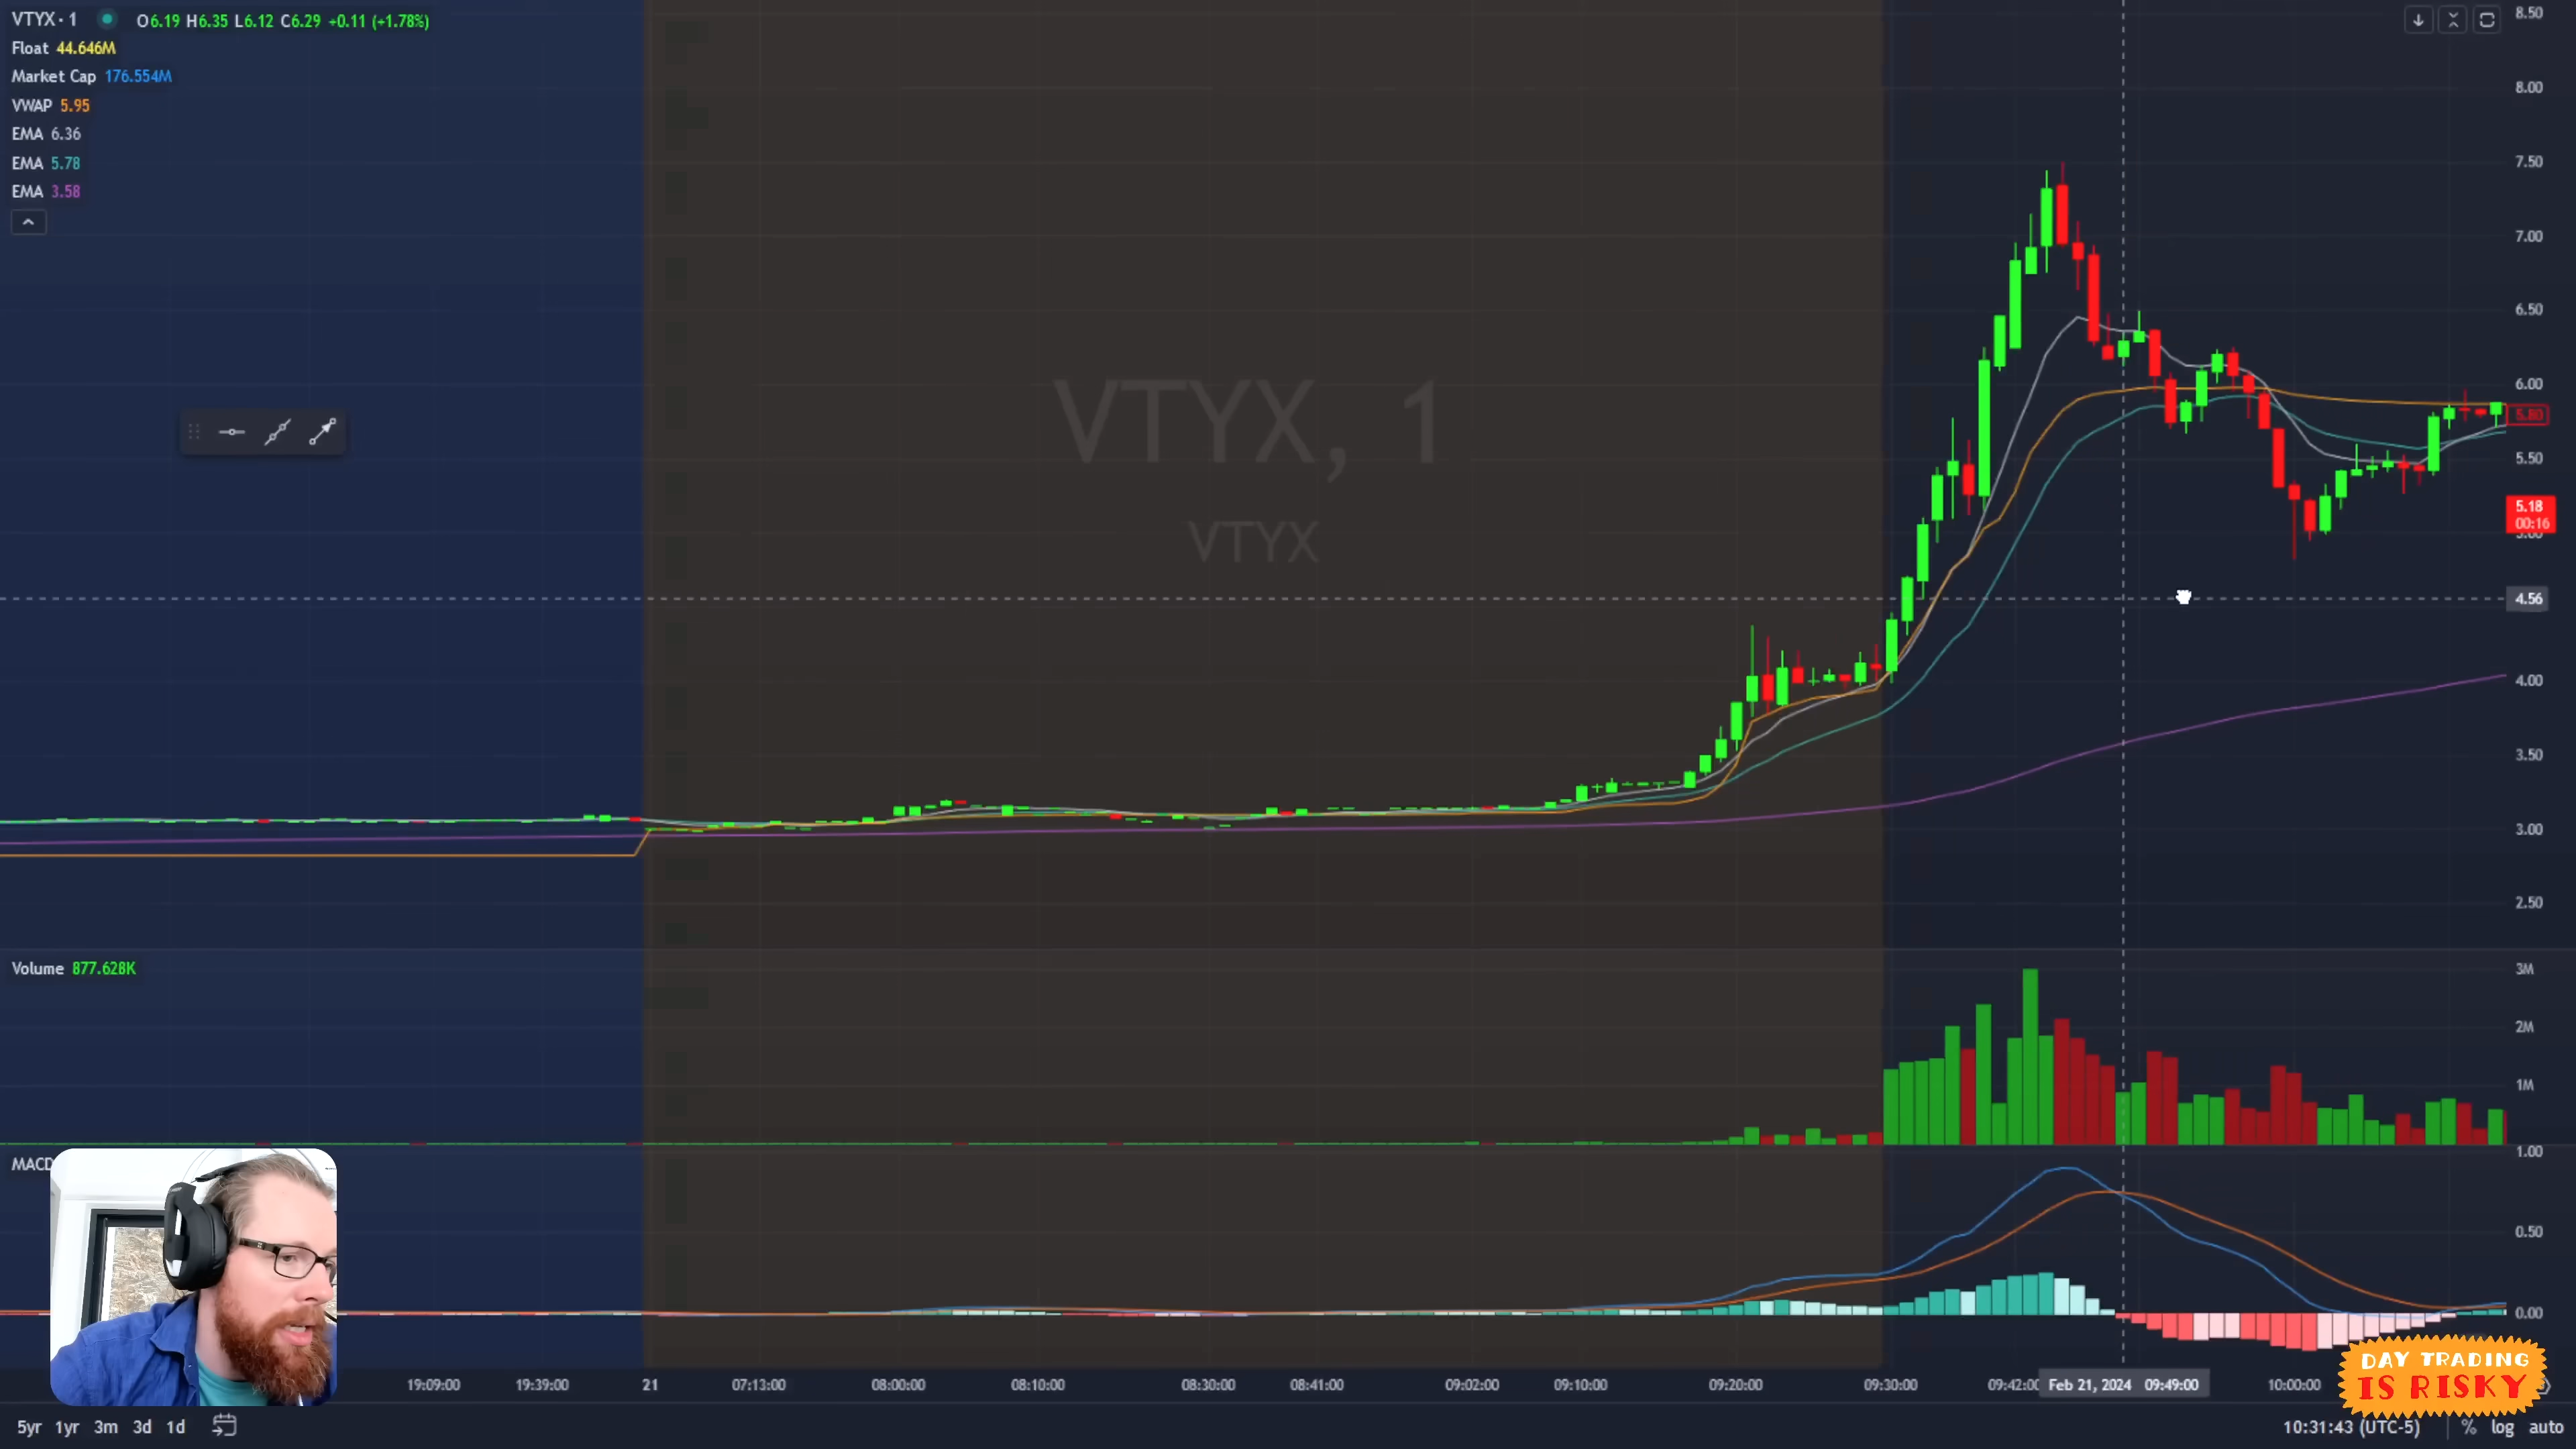 VTYX · 1 O6.19 H6.35 L6.12 C6.29 +0.11 (+1.78%)
Float 44.646M
Market Cap 176.554M
VWAP 5.95
EMA 6.36
EMA 5.78
EMA 3.58
VTYX, 1
VTYX
8.50
8.00
7.50
7.00
6.50
6.00
5.80
5.50
5.18
00:16
5.00
4.56
4.00
3.50
3.00
2.50
Volume 877.628K
3M
2M
1M
MACD
1.00
0.50
0.00
19:09:00 19:39:00 21 07:13:00 08:00:00 08:10:00 08:30:00 08:41:00 09:02:00 09:10:00 09:20:00 09:30:00 09:42:00 Feb 21, 2024 09:49:00 10:00:00
DAY TRADING
IS RISKY
5yr 1yr 3m 3d 1d 10:31:43 (UTC-5) % log auto